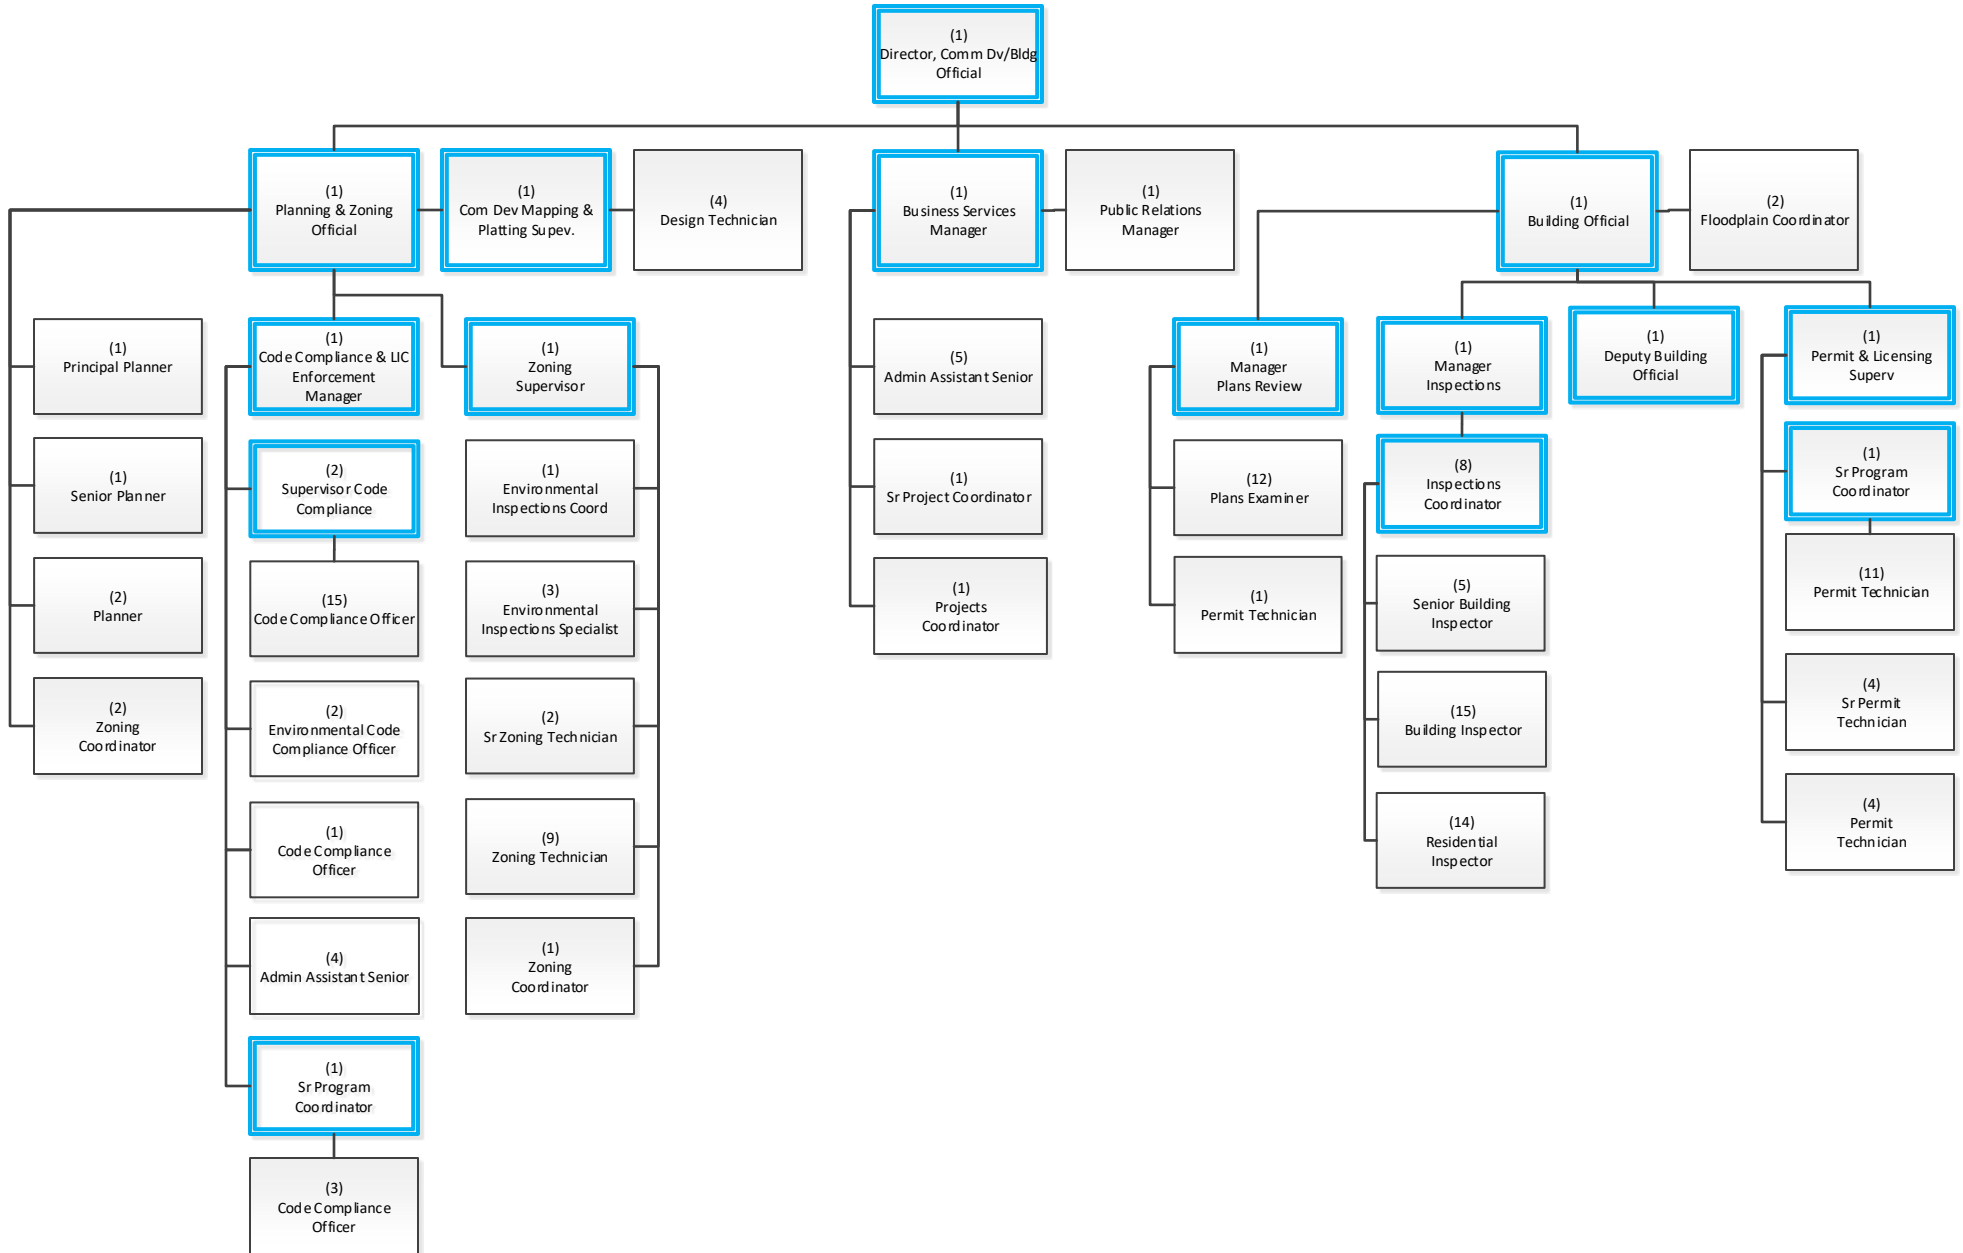 (1)
Director, Comm Dv/Bldg
Official
(1)
Planning & Zoning
Official
(1)
Com Dev Mapping &
Platting Supev.
(4)
Design Technician
(1)
Business Services
Manager
(1)
Public Relations
Manager
(1)
Building Official
(2)
Floodplain Coordinator
(1)
Principal Planner
(1)
Senior Planner
(2)
Planner
(2)
Zoning
Coordinator
(1)
Code Compliance & LIC
Enforcement
Manager
(2)
Supervisor Code
Compliance
(15)
Code Compliance Officer
(2)
Environmental Code
Compliance Officer
(1)
Code Compliance
Officer
(4)
Admin Assistant Senior
(1)
Sr Program
Coordinator
(3)
Code Compliance
Officer
(1)
Zoning
Supervisor
(1)
Environmental
Inspections Coord
(3)
Environmental
Inspections Specialist
(2)
Sr Zoning Technician
(9)
Zoning Technician
(1)
Zoning
Coordinator
(5)
Admin Assistant Senior
(1)
Sr Project Coordinator
(1)
Projects
Coordinator
(1)
Manager
Plans Review
(12)
Plans Examiner
(1)
Permit Technician
(1)
Manager
Inspections
(8)
Inspections
Coordinator
(5)
Senior Building
Inspector
(15)
Building Inspector
(14)
Residential
Inspector
(1)
Deputy Building
Official
(1)
Permit & Licensing
Superv
(1)
Sr Program
Coordinator
(11)
Permit Technician
(4)
Sr Permit
Technician
(4)
Permit
Technician